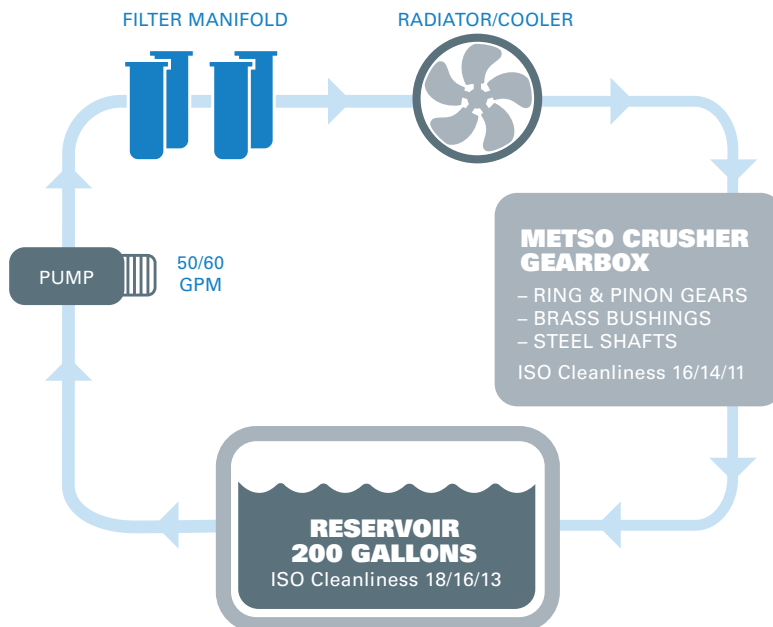 FILTER MANIFOLD
RADIATOR/COOLER
PUMP
50/60
GPM
METSO CRUSHER
GEARBOX
– RING & PINON GEARS
– BRASS BUSHINGS
– STEEL SHAFTS
ISO Cleanliness 16/14/11
RESERVOIR
200 GALLONS
ISO Cleanliness 18/16/13